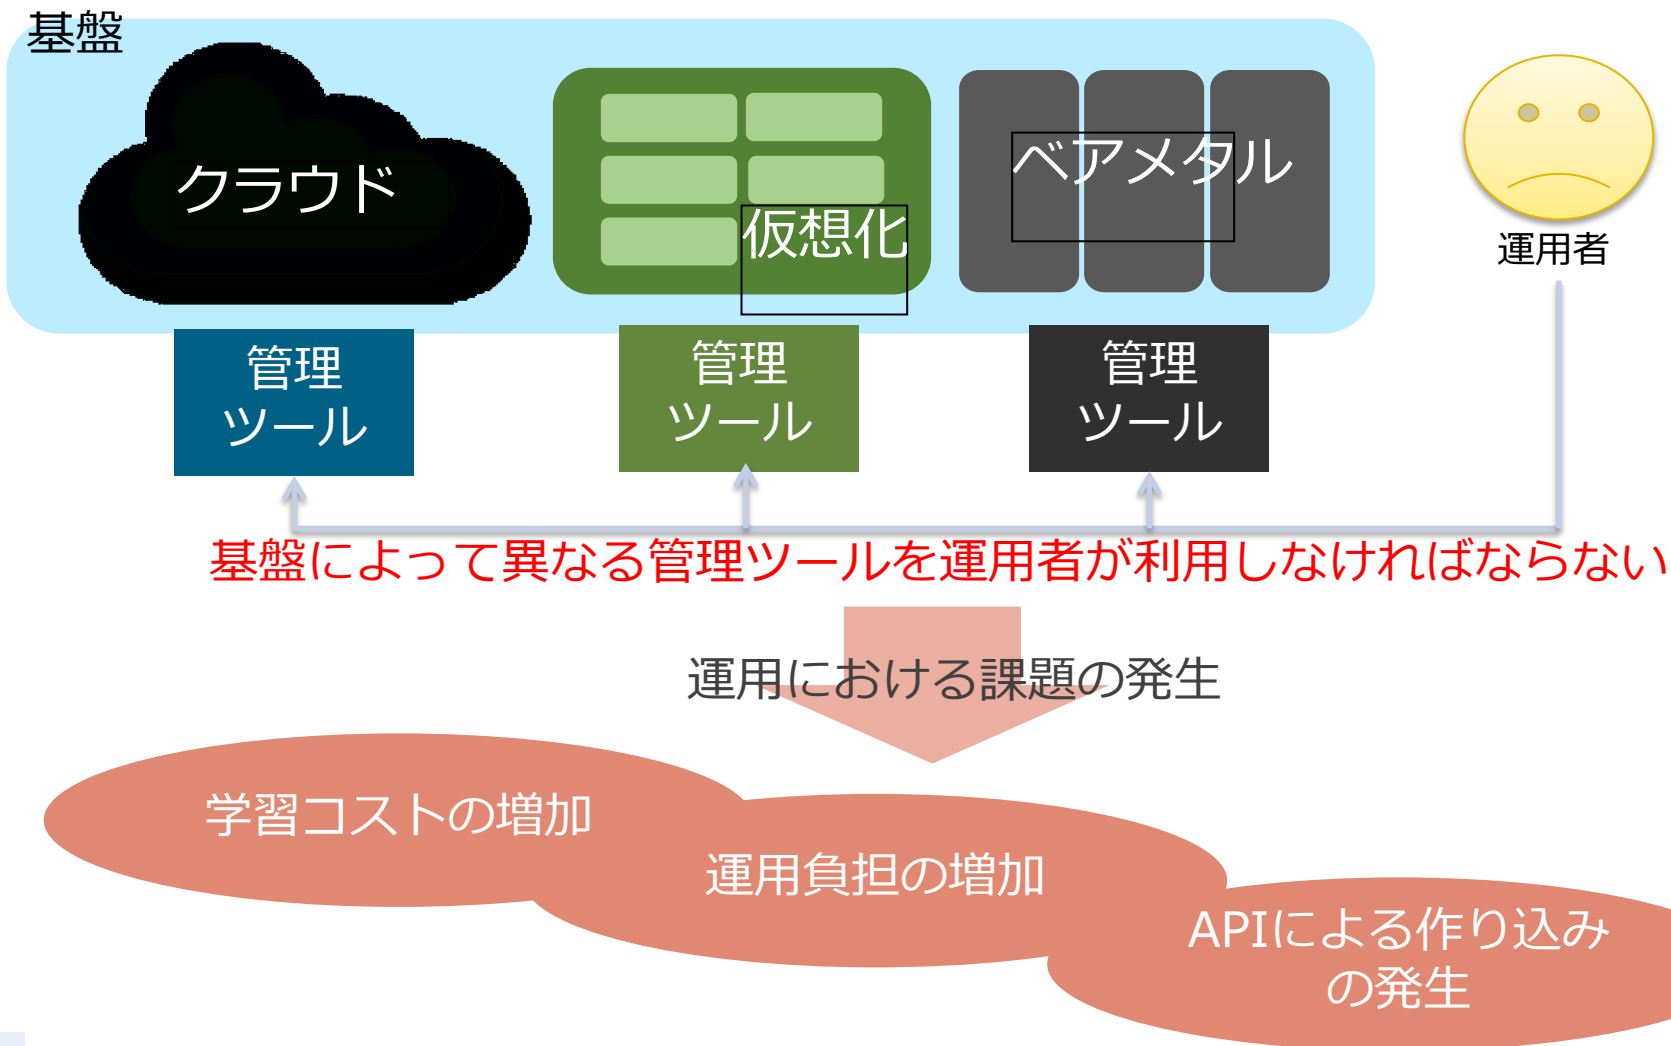 基盤
クラウド
仮想化
ベアメタル
運用者
管理
ツール
管理
ツール
管理
ツール
基盤によって異なる管理ツールを運用者が利用しなければならない
運用における課題の発生
学習コストの増加
運用負担の増加
APIによる作り込み
の発生